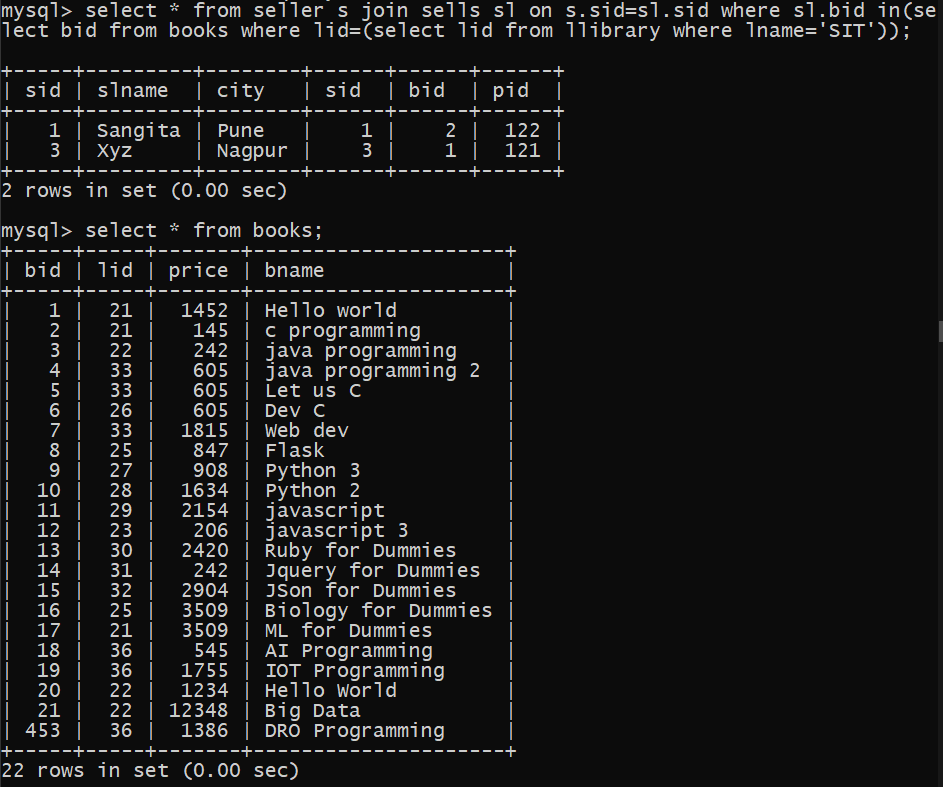 mysql> select * from seller s join sells sl on s.sid=sl.sid where sl.bid in(se
lect bid from books where lid=(select lid from llibrary where lname='SIT'));
+-----+---------+--------+------+------+------+
| sid | slname  | city   | sid  | bid  | pid  |
+-----+---------+--------+------+------+------+
|   1 | Sangita | Pune   |    1 |    2 |  122 |
|   3 | Xyz     | Nagpur |    3 |    1 |  121 |
+-----+---------+--------+------+------+------+
2 rows in set (0.00 sec)
mysql> select * from books;
+-----+-----+-------+---------------------+
| bid | lid | price | bname               |
+-----+-----+-------+---------------------+
|   1 |  21 |  1452 | Hello world         |
|   2 |  21 |   145 | c programming       |
|   3 |  22 |   242 | java programming    |
|   4 |  33 |   605 | java programming 2  |
|   5 |  33 |   605 | Let us C            |
|   6 |  26 |   605 | Dev C               |
|   7 |  33 |  1815 | Web dev             |
|   8 |  25 |   847 | Flask               |
|   9 |  27 |   908 | Python 3            |
|  10 |  28 |  1634 | Python 2            |
|  11 |  29 |  2154 | javascript          |
|  12 |  23 |   206 | javascript 3        |
|  13 |  30 |  2420 | Ruby for Dummies    |
|  14 |  31 |   242 | Jquery for Dummies  |
|  15 |  32 |  2904 | JSon for Dummies    |
|  16 |  25 |  3509 | Biology for Dummies |
|  17 |  21 |  3509 | ML for Dummies      |
|  18 |  36 |   545 | AI Programming      |
|  19 |  36 |  1755 | IOT Programming     |
|  20 |  22 |  1234 | Hello World         |
|  21 |  22 | 12348 | Big Data            |
| 453 |  36 |  1386 | DRO Programming     |
+-----+-----+-------+---------------------+
22 rows in set (0.00 sec)